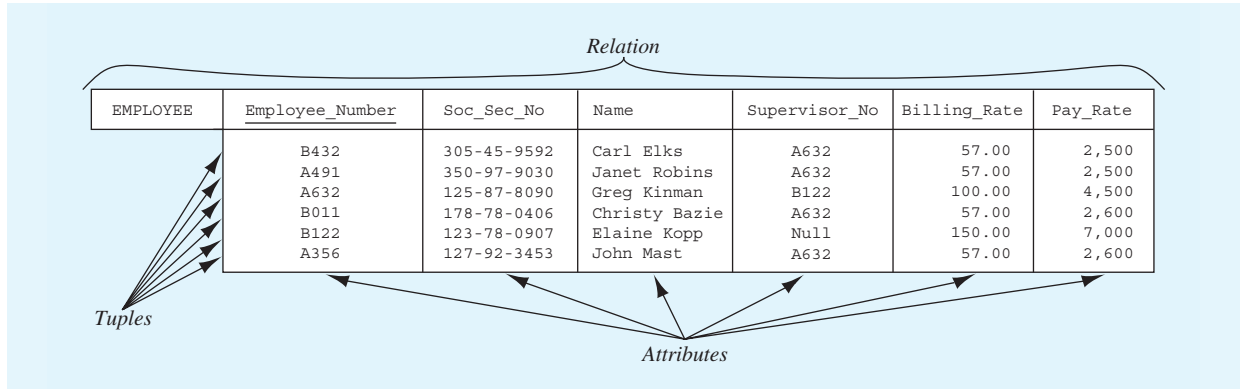 Relation
EMPLOYEE Employee_Number Soc_Sec_No Name Supervisor_No Billing_Rate Pay_Rate
B432 305-45-9592 Carl Elks A632 57.00 2,500
A491 350-97-9030 Janet Robins A632 57.00 2,500
A632 125-87-8090 Greg Kinman B122 100.00 4,500
B011 178-78-0406 Christy Bazie A632 57.00 2,600
B122 123-78-0907 Elaine Kopp Null 150.00 7,000
A356 127-92-3453 John Mast A632 57.00 2,600
Tuples
Attributes